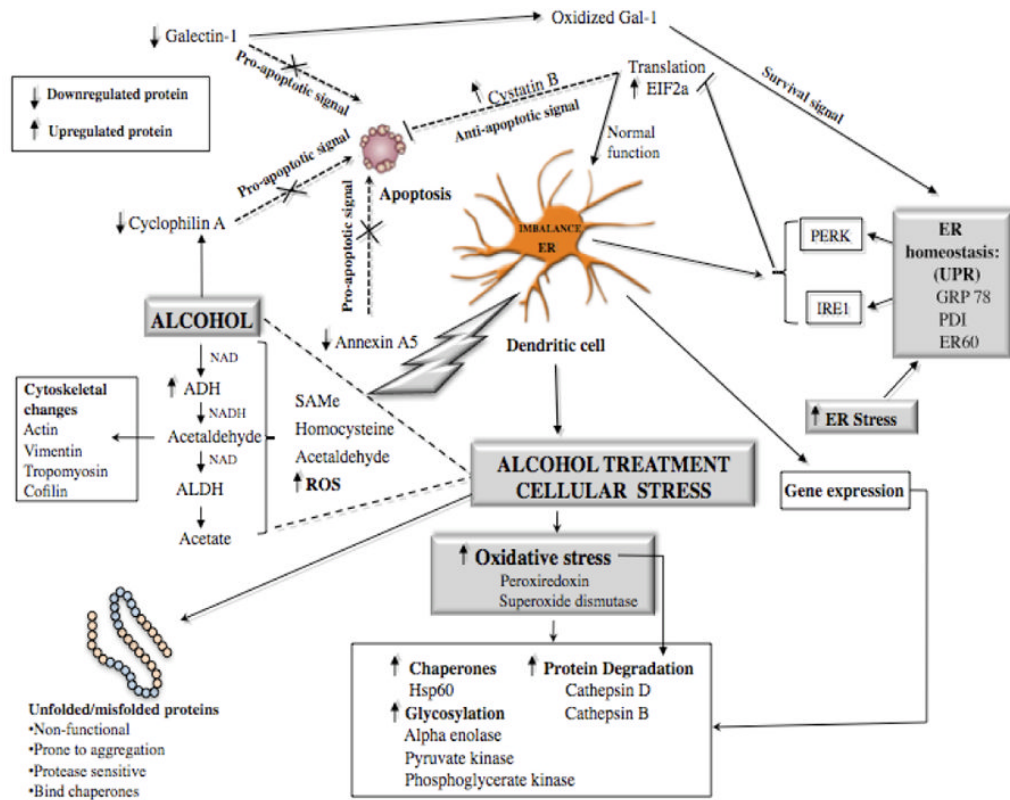 Galectin-1
Oxidized Gal-1
Pro-apoptotic signal
Downregulated protein
Upregulated protein
Cystatin B
Anti-apoptotic signal
Translation
EIF2a
Survival signal
Normal
function
Pro-apoptotic signal
Apoptosis
Cyclophilin A
Pro-apoptotic signal
IMBALANCE
ER
PERK
IRE1
ER
homeostasis:
(UPR)
GRP 78
PDI
ER60
ALCOHOL
Annexin A5
Dendritic cell
NAD
ADH
NADH
Acetaldehyde
NAD
ALDH
Acetate
Cytoskeletal
changes
Actin
Vimentin
Tropomyosin
Cofilin
SAMe
Homocysteine
Acetaldehyde
ROS
ER Stress
ALCOHOL TREATMENT
CELLULAR STRESS
Gene expression
Oxidative stress
Peroxiredoxin
Superoxide dismutase
Chaperones
Hsp60
Glycosylation
Alpha enolase
Pyruvate kinase
Phosphoglycerate kinase
Protein Degradation
Cathepsin D
Cathepsin B
Unfolded/misfolded proteins
•Non-functional
•Prone to aggregation
•Protease sensitive
•Bind chaperones